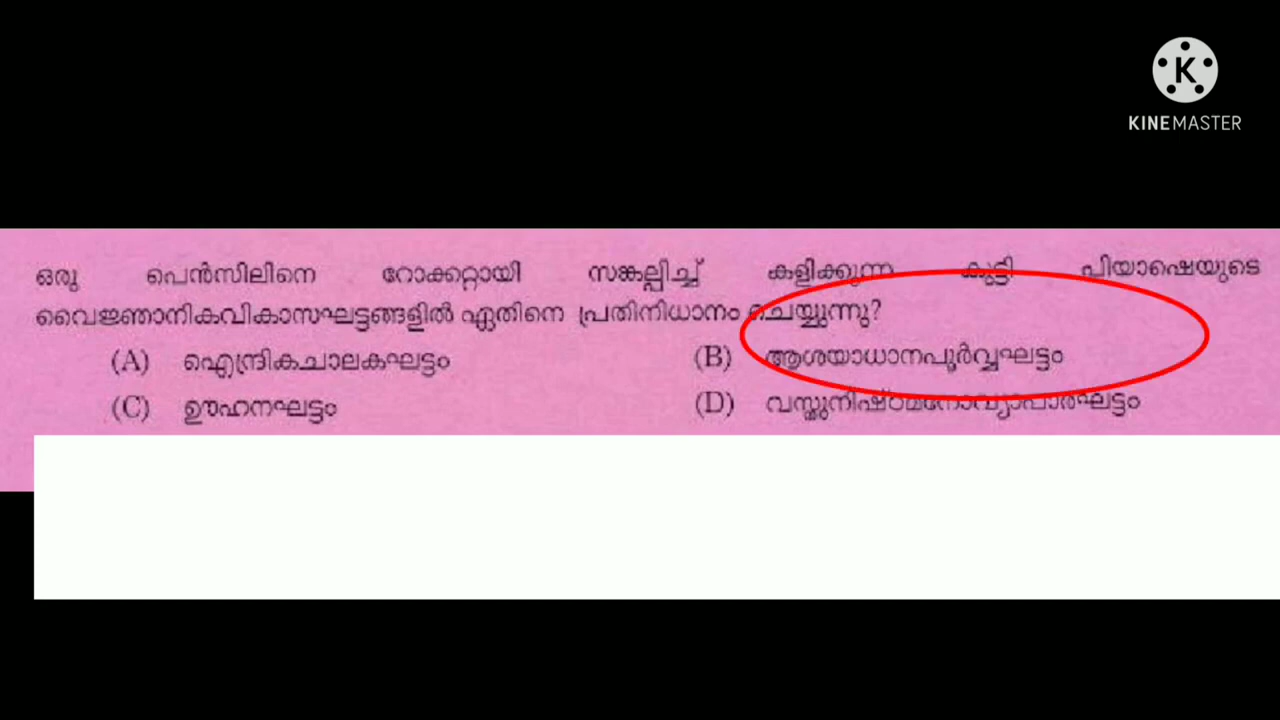 K
KINEMASTER
ഒരു പെൻസിലിനെ റോക്കറ്റായി സങ്കല്പിച്ച് കളിക്കുന്ന കുട്ടി പിയാഷെയുടെ
വൈജ്ഞാനികവികാസഘട്ടങ്ങളിൽ ഏതിനെ പ്രതിനിധാനം ചെയ്യുന്നു?
(A) ഐന്ദ്രികചാലകഘട്ടം (B) ആശയാധാനപൂർവ്വഘട്ടം
(C) ഊഹനഘട്ടം (D) വസ്തുനിഷ്ഠമനോവ്യാപാരഘട്ടം